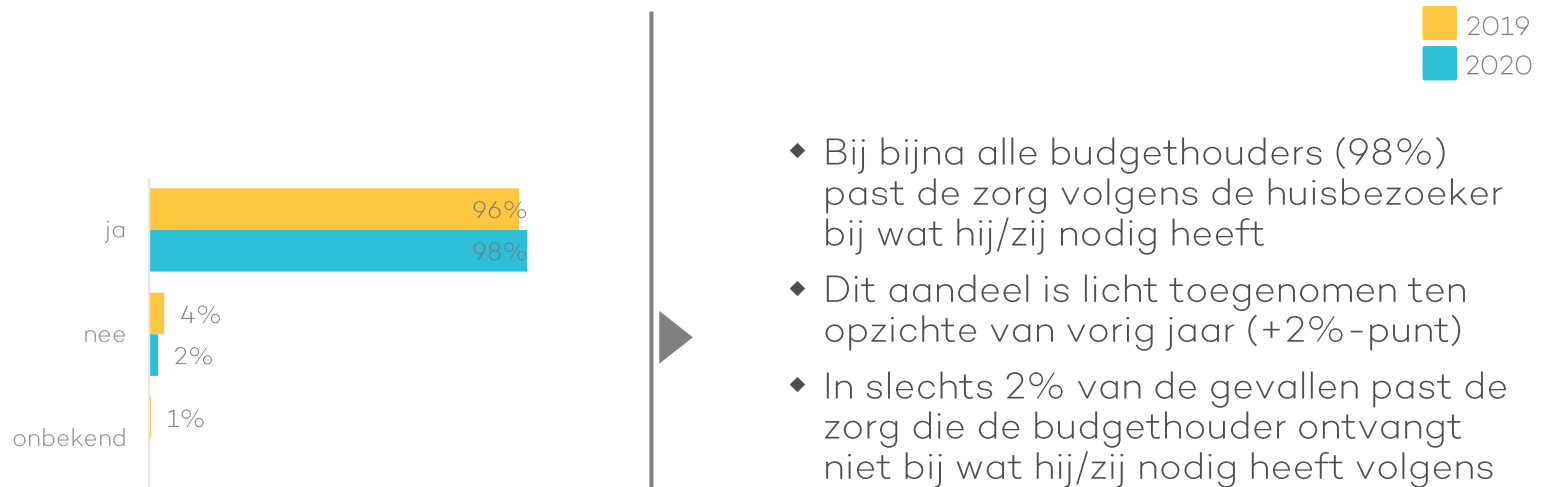 2019
2020
ja
96%
98%
nee
4%
2%
onbekend
1%
◆ Bij bijna alle budgethouders (98%)
past de zorg volgens de huisbezoeker
bij wat hij/zij nodig heeft
◆ Dit aandeel is licht toegenomen ten
opzichte van vorig jaar (+2%-punt)
◆ In slechts 2% van de gevallen past de
zorg die de budgethouder ontvangt
niet bij wat hij/zij nodig heeft volgens